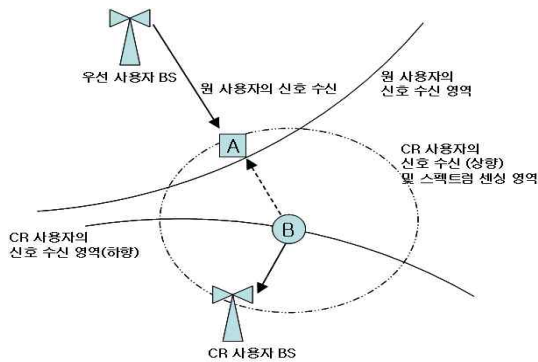 우선 사용자 BS
원 사용자의 신호 수신
원 사용자의
신호 수신 영역
A
CR 사용자의
신호 수신 (상향)
및 스펙트럼 센싱 영역
B
CR 사용자의
신호 수신 영역(하향)
CR 사용자 BS